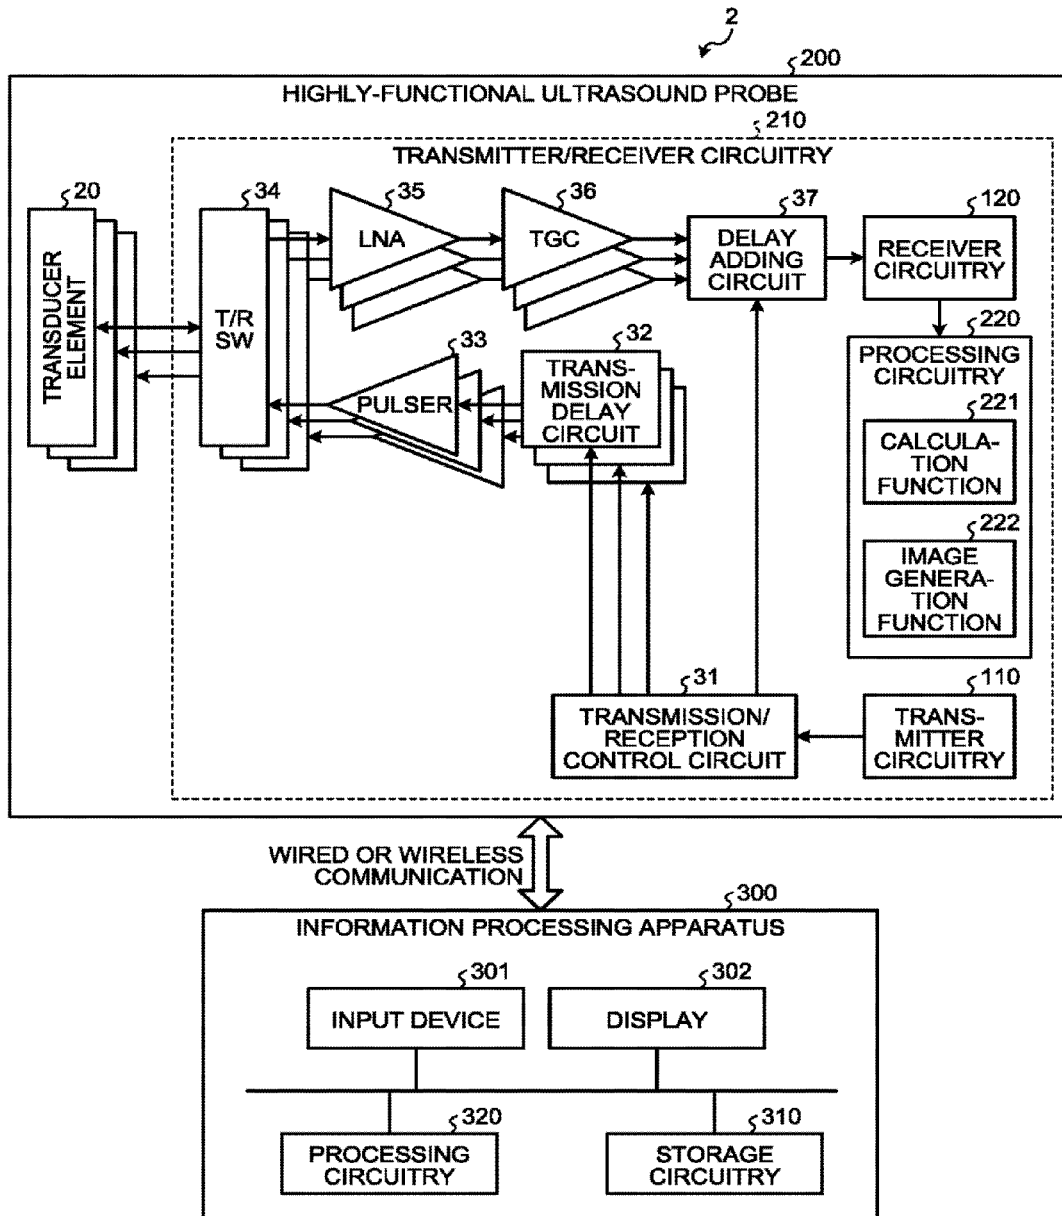 2
200
HIGHLY-FUNCTIONAL ULTRASOUND PROBE
210
TRANSMITTER/RECEIVER CIRCUITRY
20
TRANSDUCER
ELEMENT
34
T/R
SW
35
LNA
36
TGC
37
DELAY
ADDING
CIRCUIT
120
RECEIVER
CIRCUITRY
33
PULSER
32
TRANS-
MISSION
DELAY
CIRCUIT
220
PROCESSING
CIRCUITRY
221
CALCULA-
TION
FUNCTION
222
IMAGE
GENERA-
TION
FUNCTION
31
TRANSMISSION/
RECEPTION
CONTROL CIRCUIT
110
TRANS-
MITTER
CIRCUITRY
WIRED OR WIRELESS
COMMUNICATION
300
INFORMATION PROCESSING APPARATUS
301
INPUT DEVICE
302
DISPLAY
320
PROCESSING
CIRCUITRY
310
STORAGE
CIRCUITRY